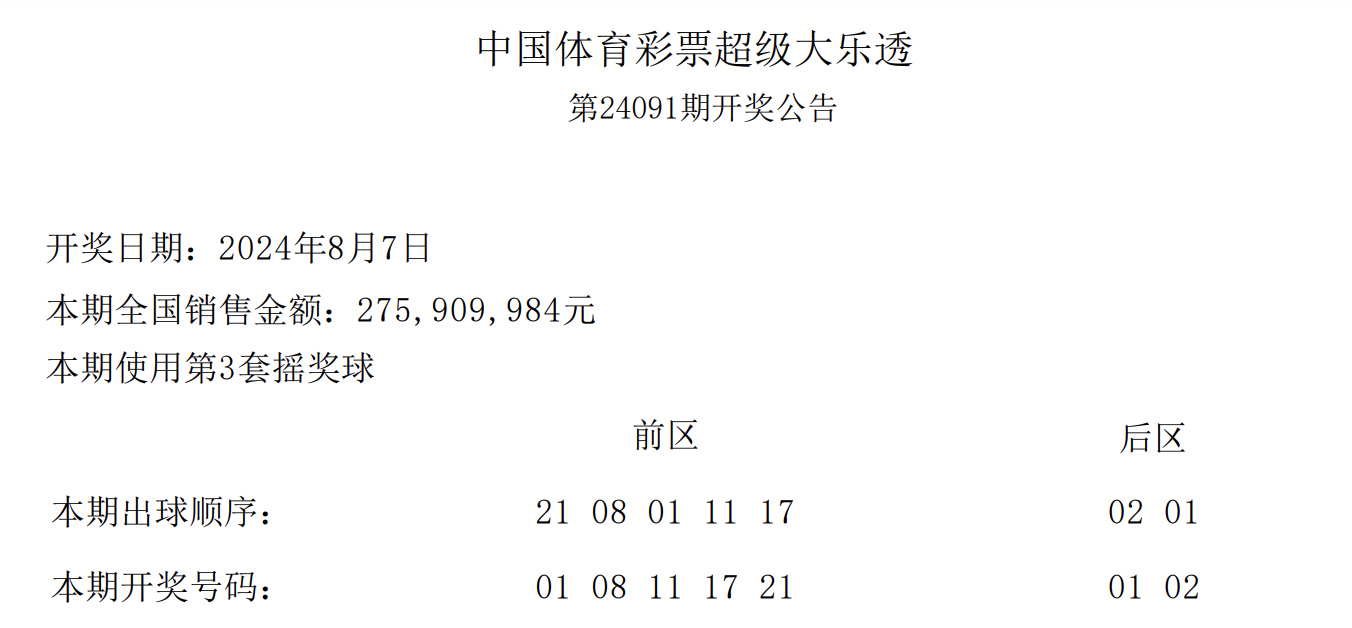 中国体育彩票超级大乐透
第24091期开奖公告
开奖日期：2024年8月7日
本期全国销售金额：275,909,984元
本期使用第3套摇奖球
前区 后区
本期出球顺序： 21 08 01 11 17 02 01
本期开奖号码： 01 08 11 17 21 01 02